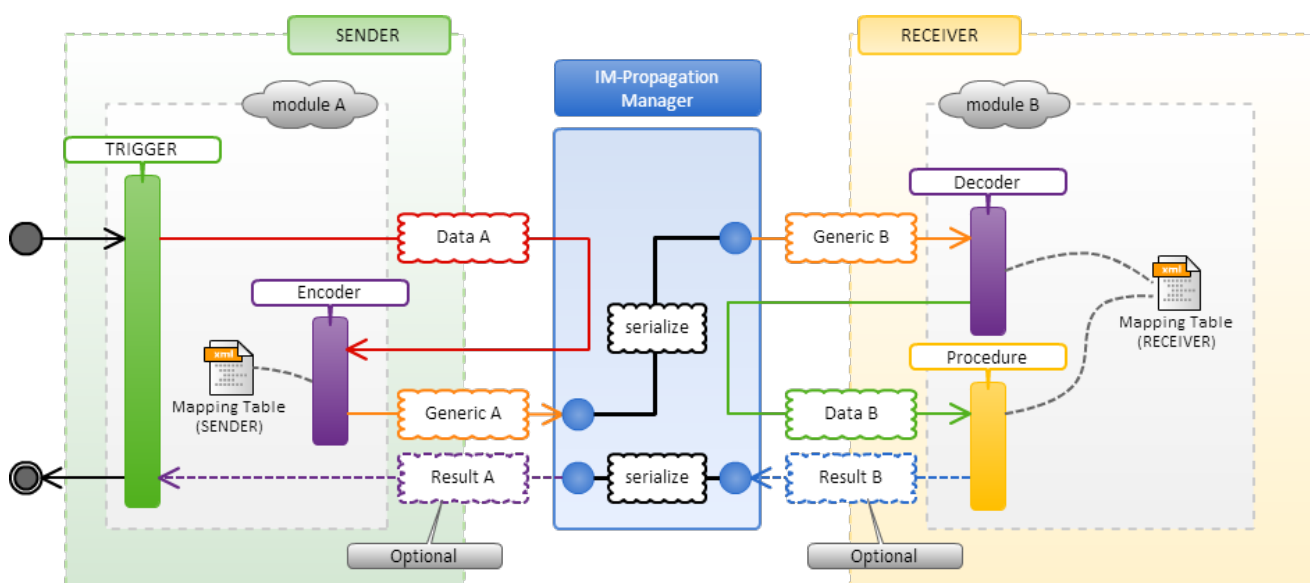 SENDER
RECEIVER
IM-Propagation
Manager
module A
module B
TRIGGER
Decoder
Data A
Generic B
xml
Encoder
Mapping Table
(RECEIVER)
serialize
xml
Procedure
Mapping Table
(SENDER)
Generic A
Data B
Result A
serialize
Result B
Optional
Optional